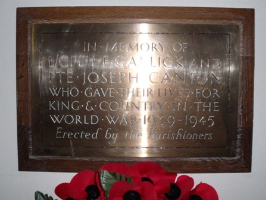 IN MEMORY OF
AND
PTE JOSEPH CANTON
WHO GAVE THEIR LIVES FOR
KING & COUNTRY IN THE
WORLD WAR 1939-1945
Erected by the Parishioners